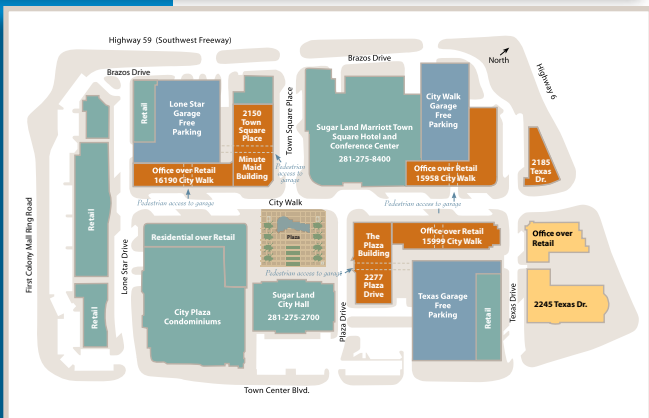 Highway 59 (Southwest Freeway)
Brazos Drive
Brazos Drive
North
Highway 6
Retail
Lone Star
Garage
Free
Parking
2150
Town
Square
Place
Town Square Place
Sugar Land Marriott Town
Square Hotel and
Conference Center
281-275-8400
City Walk
Garage
Free
Parking
Minute
Maid
Building
Pedestrian
access to
garage
Office over Retail
16190 City Walk
Office over Retail
15958 City Walk
2185
Texas
Dr.
Pedestrian access to garage
City Walk
Pedestrian access to garage
First Colony Mall Ring Road
Retail
Lone Star Drive
Residential over Retail
Plaza
The
Plaza
Building
Office over Retail
15999 City Walk
Office over
Retail
Pedestrian access to garage
2277
Plaza
Drive
City Plaza
Condominiums
Sugar Land
City Hall
281-275-2700
Plaza Drive
Texas Garage
Free
Parking
Retail
Texas Drive
2245 Texas Dr.
Retail
Town Center Blvd.